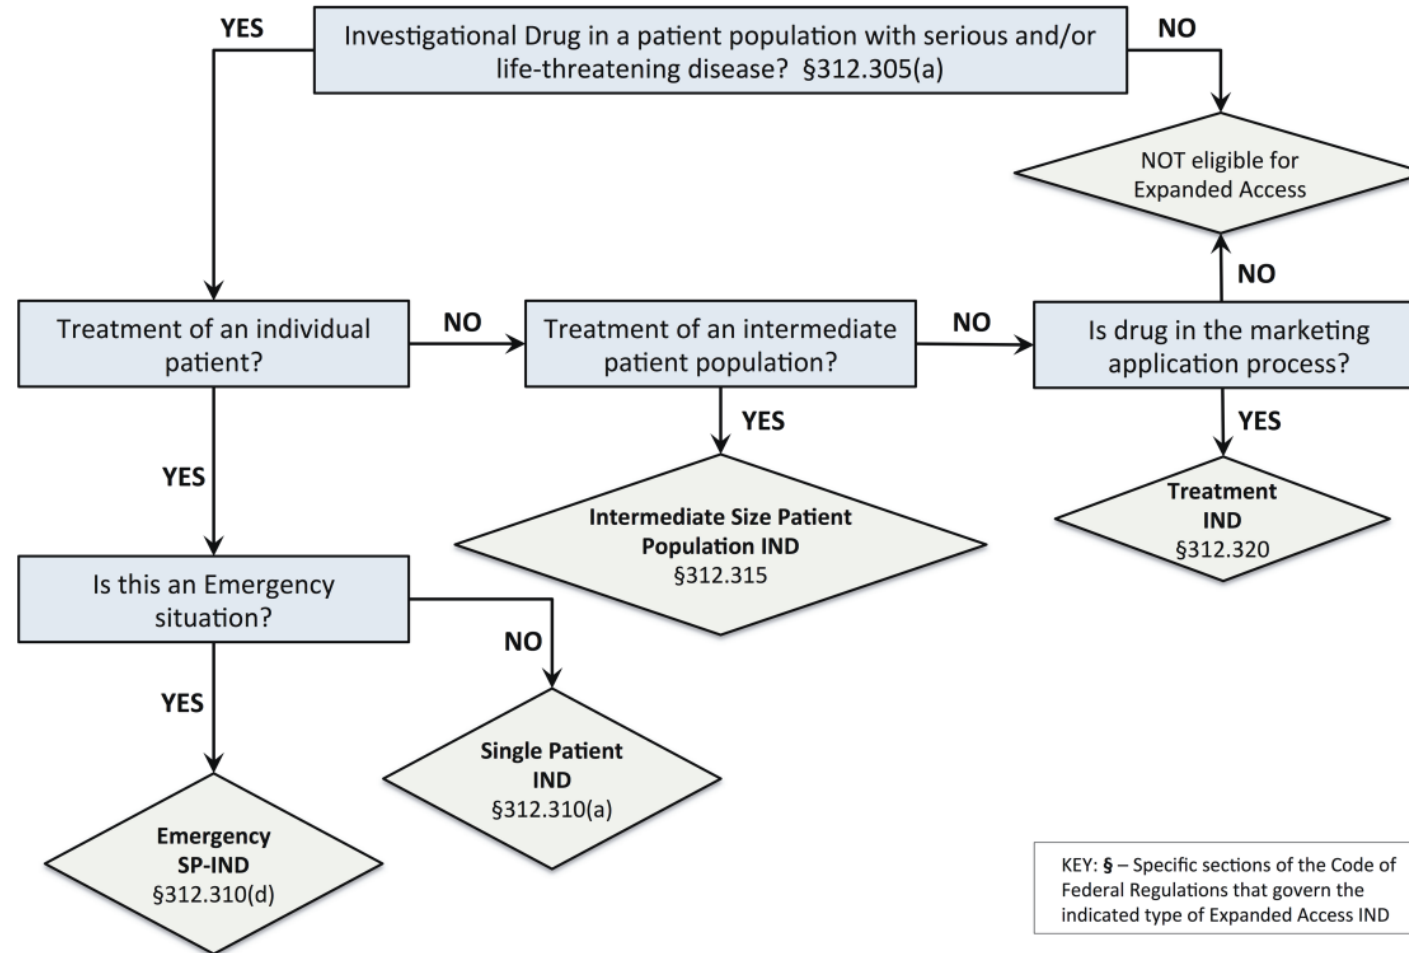 YES
Investigational Drug in a patient population with serious and/or
life-threatening disease? §312.305(a)
NO
NOT eligible for
Expanded Access
NO
Treatment of an individual
patient?
NO
Treatment of an intermediate
patient population?
NO
Is drug in the marketing
application process?
YES
YES
YES
Intermediate Size Patient
Population IND
§312.315
Treatment
IND
§312.320
Is this an Emergency
situation?
NO
YES
Single Patient
IND
§312.310(a)
Emergency
SP-IND
§312.310(d)
KEY: § – Specific sections of the Code of
Federal Regulations that govern the
indicated type of Expanded Access IND